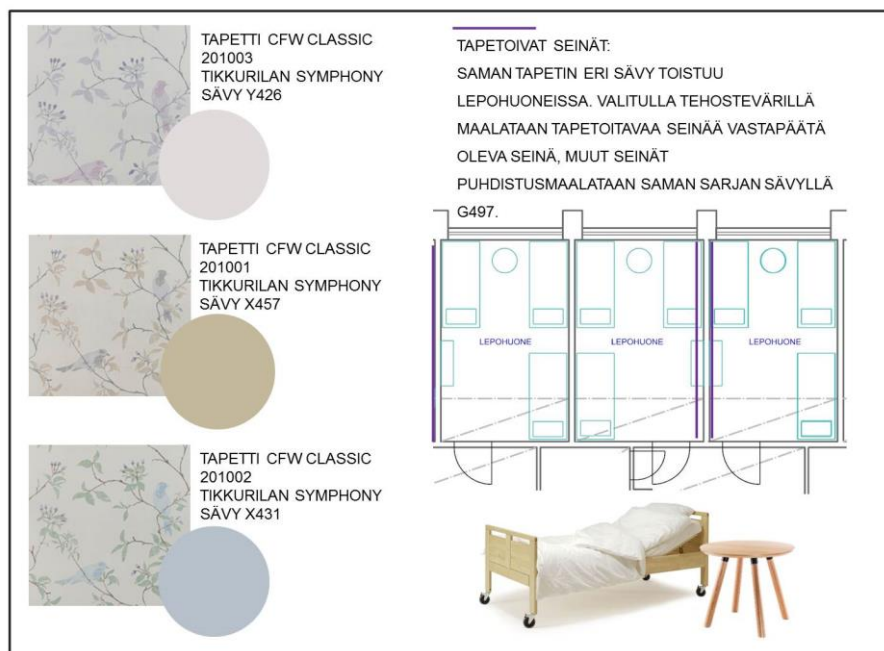 TAPETTI CFW CLASSIC
201003
TIKKURILAN SYMPHONY
SÄVY Y426
TAPETTI CFW CLASSIC
201001
TIKKURILAN SYMPHONY
SÄVY X457
TAPETTI CFW CLASSIC
201002
TIKKURILAN SYMPHONY
SÄVY X431
TAPETOIVAT SEINÄT:
SAMAN TAPETIN ERI SÄVY TOISTUU
LEPOHUONEISSA. VALITULLA TEHOSTEVÄRILLÄ
MAALATAAN TAPETOITAVAA SEINÄÄ VASTAPÄÄTÄ
OLEVA SEINÄ, MUUT SEINÄT
PUHDISTUSMAALATAAN SAMAN SARJAN SÄVYLLÄ
G497.
LEPOHUONE
LEPOHUONE
LEPOHUONE